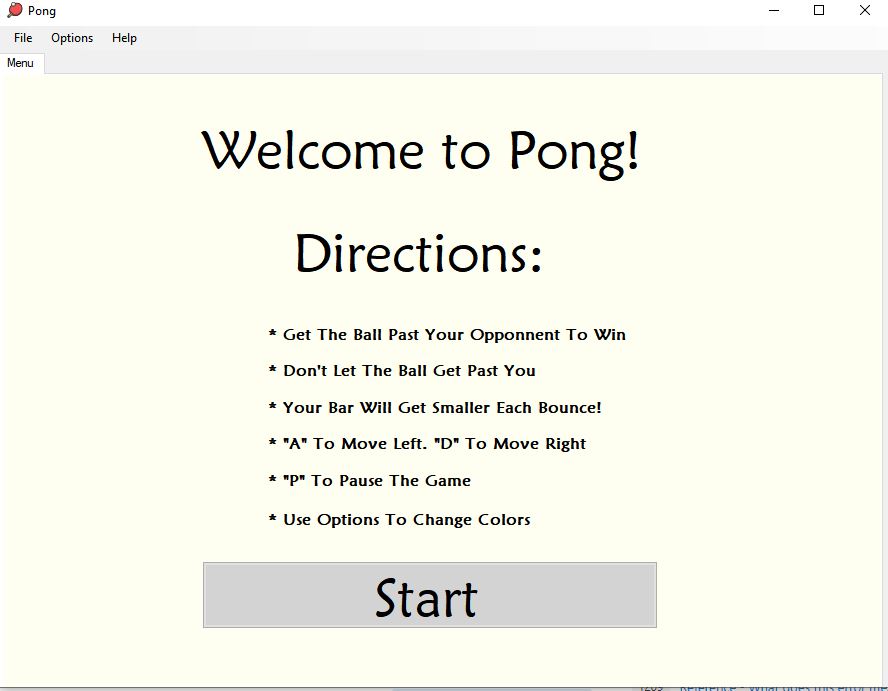 Pong
File Options Help
Menu
Welcome to Pong!
Directions:
* Get The Ball Past Your Opponnent To Win
* Don't Let The Ball Get Past You
* Your Bar Will Get Smaller Each Bounce!
* "A" To Move Left. "D" To Move Right
* "P" To Pause The Game
* Use Options To Change Colors
Start